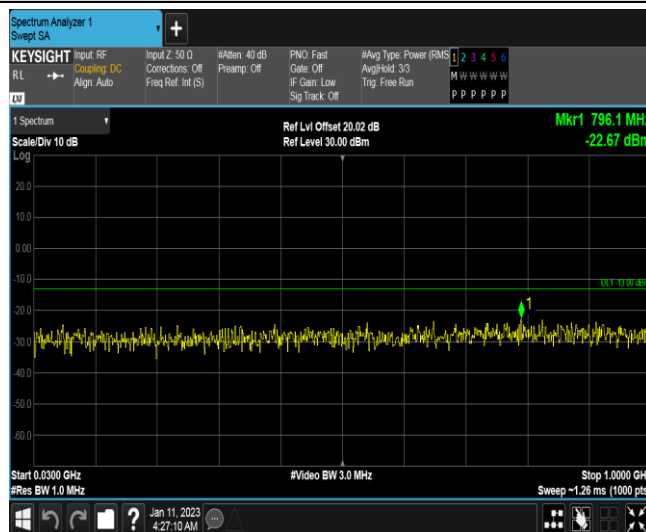 Spectrum Analyzer 1
Swept SA
+
KEYSIGHT
RL
LXI
Input: RF
Coupling: DC
Align: Auto
Input Z: 50 Ω
Corrections: Off
Freq Ref: Int (S)
#Atten: 40 dB
Preamp: Off
PNO: Fast
Gate: Off
IF Gain: Low
Sig Track: Off
#Avg Type: Power (RMS
Avg|Hold: 3/3
Trig: Free Run
1 2 3 4 5 6
M W W W W W
P P P P P P
1 Spectrum
Scale/Div 10 dB
Log
Ref Lvl Offset 20.02 dB
Ref Level 30.00 dBm
Mkr1 796.1 MHz
-22.67 dBm
20.0
10.0
0.00
-10.0
-20.0
-30.0
-40.0
-50.0
-60.0
DL1 -13.00 dBm
1
Start 0.0300 GHz
#Res BW 1.0 MHz
#Video BW 3.0 MHz
Stop 1.0000 GH
Sweep ~1.26 ms (1000 pts
?
Jan 11, 2023
4:27:10 AM